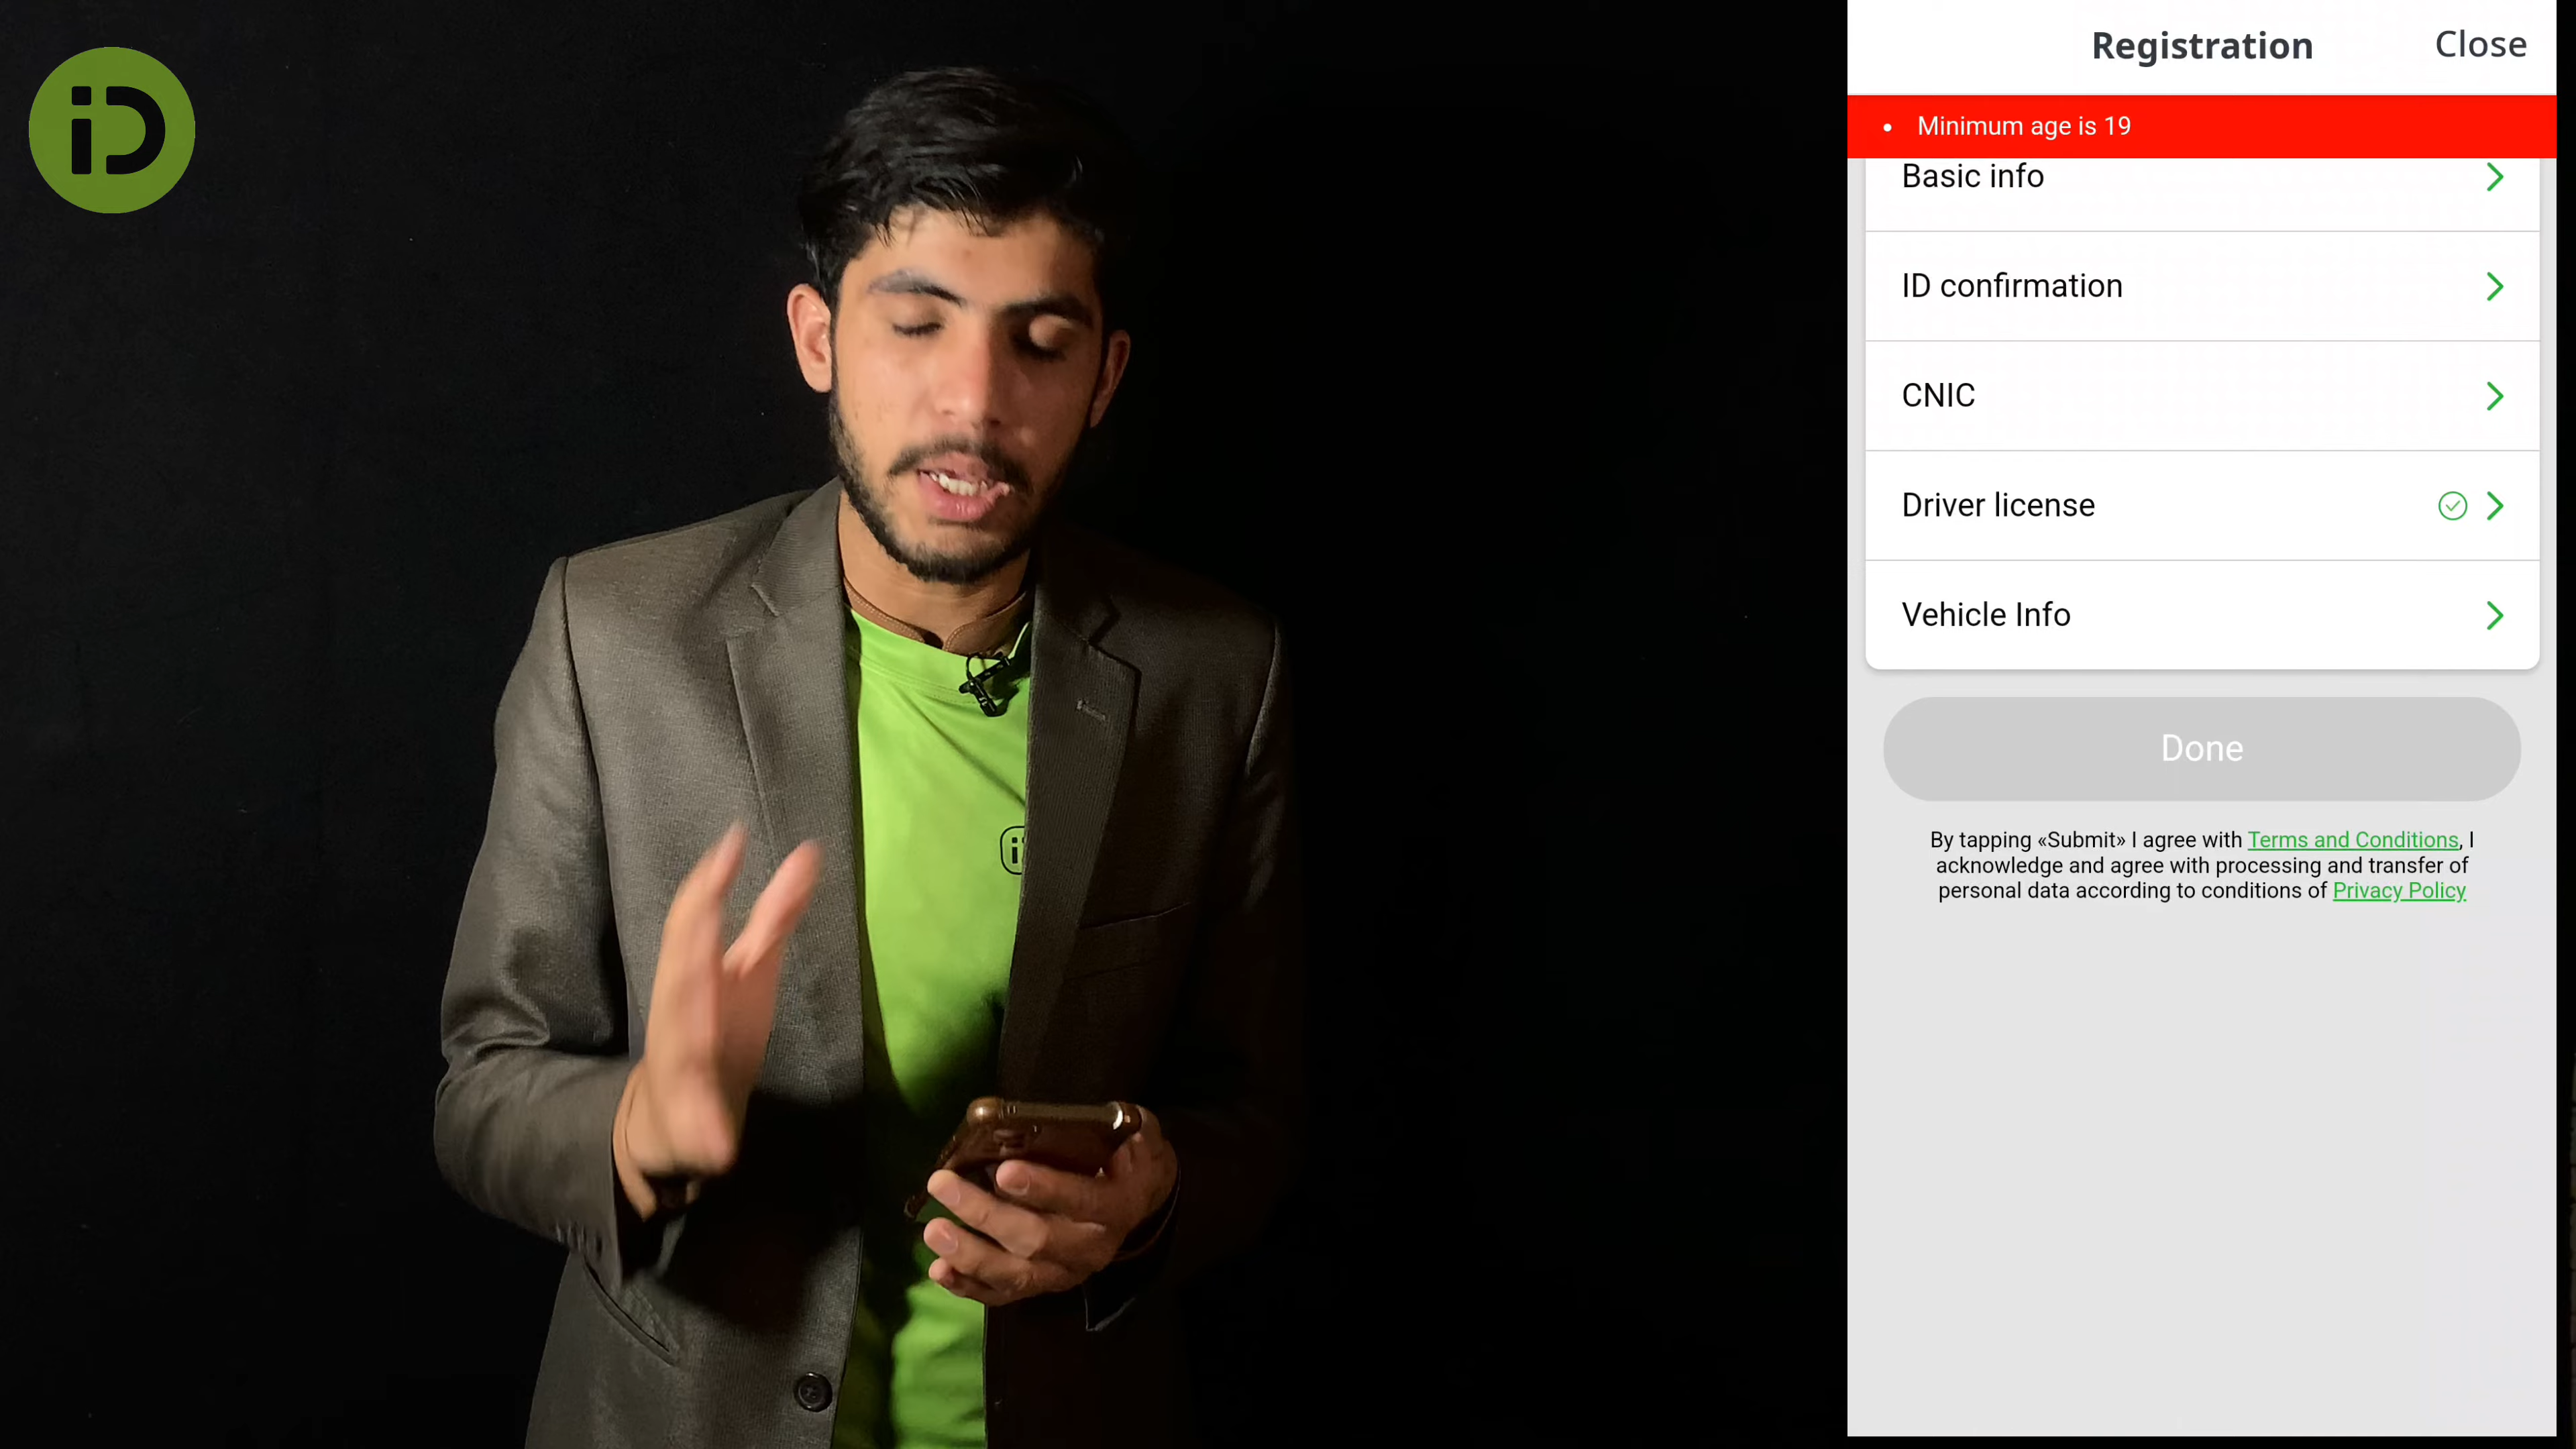 iD
Registration
Close
• Minimum age is 19
Basic info
ID confirmation
CNIC
Driver license
Vehicle Info
Done
By tapping «Submit» I agree with Terms and Conditions, I
acknowledge and agree with processing and transfer of
personal data according to conditions of Privacy Policy